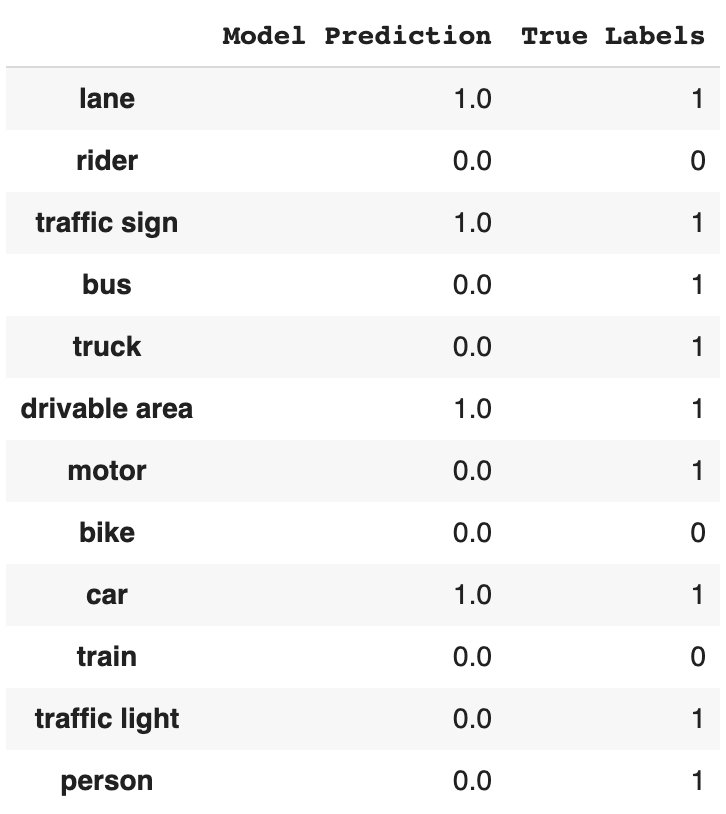 Model Prediction True Labels
lane 1.0 1
rider 0.0 0
traffic sign 1.0 1
bus 0.0 1
truck 0.0 1
drivable area 1.0 1
motor 0.0 1
bike 0.0 0
car 1.0 1
train 0.0 0
traffic light 0.0 1
person 0.0 1